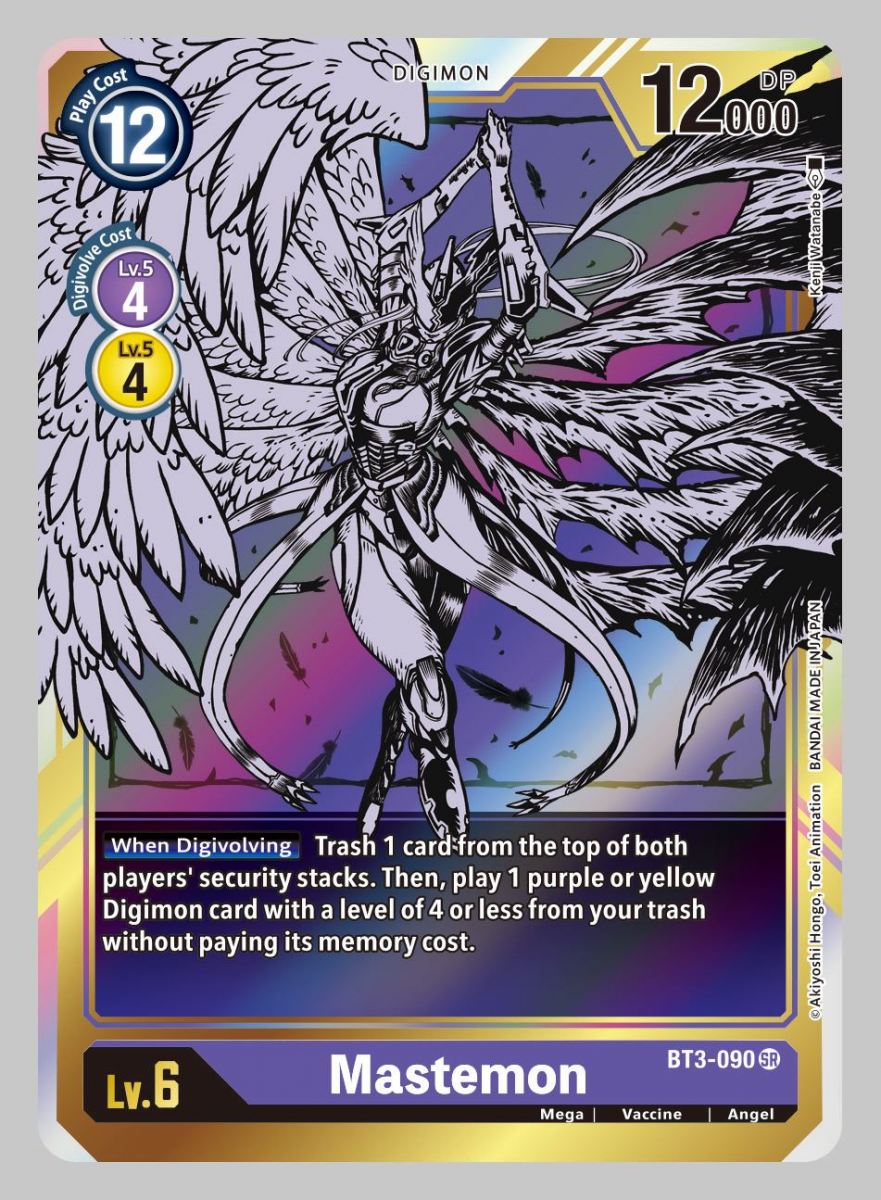 DIGIMON
Play Cost
12
12000
DP
Digivolve Cost
Lv.5
4
Lv.5
4
Kenji Watanabe
When Digivolving Trash 1 card from the top of both
players' security stacks. Then, play 1 purple or yellow
Digimon card with a level of 4 or less from your trash
without paying its memory cost.
©Akiyoshi Hongo, Toei Animation BANDAI MADE IN JAPAN
Lv.6
Mastemon
BT3-090 SR
Mega | Vaccine | Angel